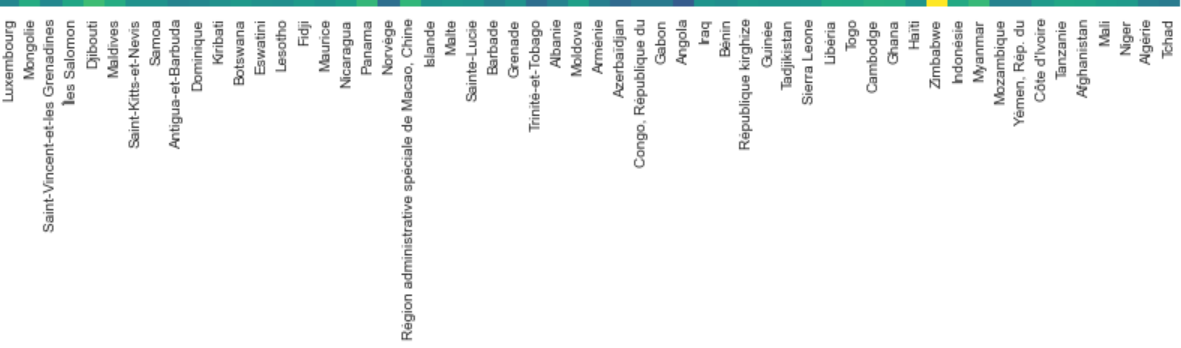 Luxembourg
Mongolie
Saint-Vincent-et-les Grenadines
Îles Salomon
Djibouti
Maldives
Saint-Kitts-et-Nevis
Samoa
Antigua-et-Barbuda
Dominique
Kiribati
Botswana
Eswatini
Lesotho
Fidji
Maurice
Nicaragua
Panama
Norvège
Région administrative spéciale de Macao, Chine
Islande
Malte
Sainte-Lucie
Barbade
Grenade
Trinité-et-Tobago
Albanie
Moldova
Arménie
Azerbaïdjan
Congo, République du
Gabon
Angola
Iraq
Bénin
République kirghize
Guinée
Tadjikistan
Sierra Leone
Libéria
Togo
Cambodge
Ghana
Haïti
Zimbabwe
Indonésie
Myanmar
Mozambique
Yémen, Rép. du
Côte d'Ivoire
Tanzanie
Afghanistan
Mali
Niger
Algérie
Tchad